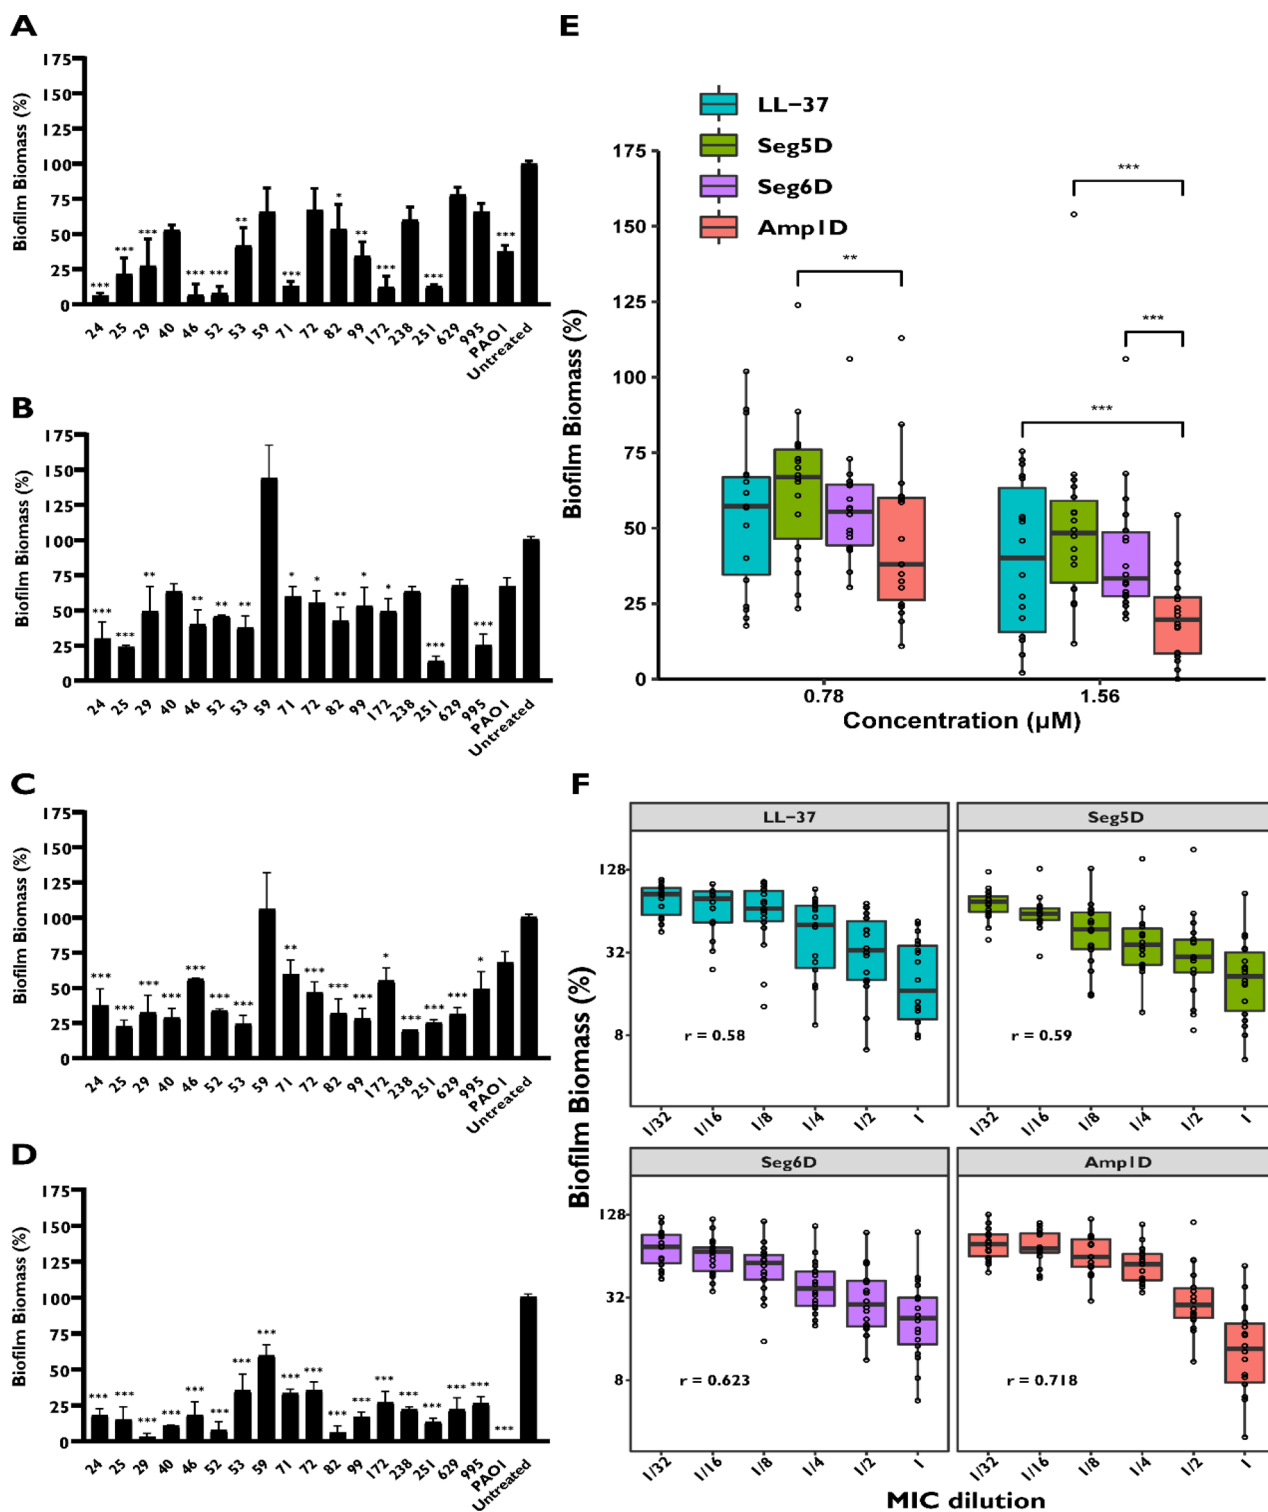 A
Biofilm Biomass (%)
175
150
125
100
75
50
25
0
*** *** *** *** *** ** *** * ** *** *** ***
24 25 29 40 46 52 53 59 71 72 82 99 172 238 251 629 995 PAO1 Untreated
B
Biofilm Biomass (%)
175
150
125
100
75
50
25
0
*** *** ** ** ** ** * * ** * * *** ***
24 25 29 40 46 52 53 59 71 72 82 99 172 238 251 629 995 PAO1 Untreated
C
Biofilm Biomass (%)
175
150
125
100
75
50
25
0
*** *** *** *** *** *** *** ** *** *** *** * *** *** *** *
24 25 29 40 46 52 53 59 71 72 82 99 172 238 251 629 995 PAO1 Untreated
D
Biofilm Biomass (%)
175
150
125
100
75
50
25
0
*** *** *** *** *** *** *** *** *** *** *** *** *** *** *** *** *** ***
24 25 29 40 46 52 53 59 71 72 82 99 172 238 251 629 995 PAO1 Untreated
E
LL-37
Seg5D
Seg6D
Amp1D
Biofilm Biomass (%)
175
150
125
100
75
50
25
0
**
***
***
***
0.78 1.56
Concentration (µM)
F
Biofilm Biomass (%)
LL-37 Seg5D
128
32
8
r = 0.58 r = 0.59
1/32 1/16 1/8 1/4 1/2 1 1/32 1/16 1/8 1/4 1/2 1
Seg6D Amp1D
128
32
8
r = 0.623 r = 0.718
1/32 1/16 1/8 1/4 1/2 1 1/32 1/16 1/8 1/4 1/2 1
MIC dilution